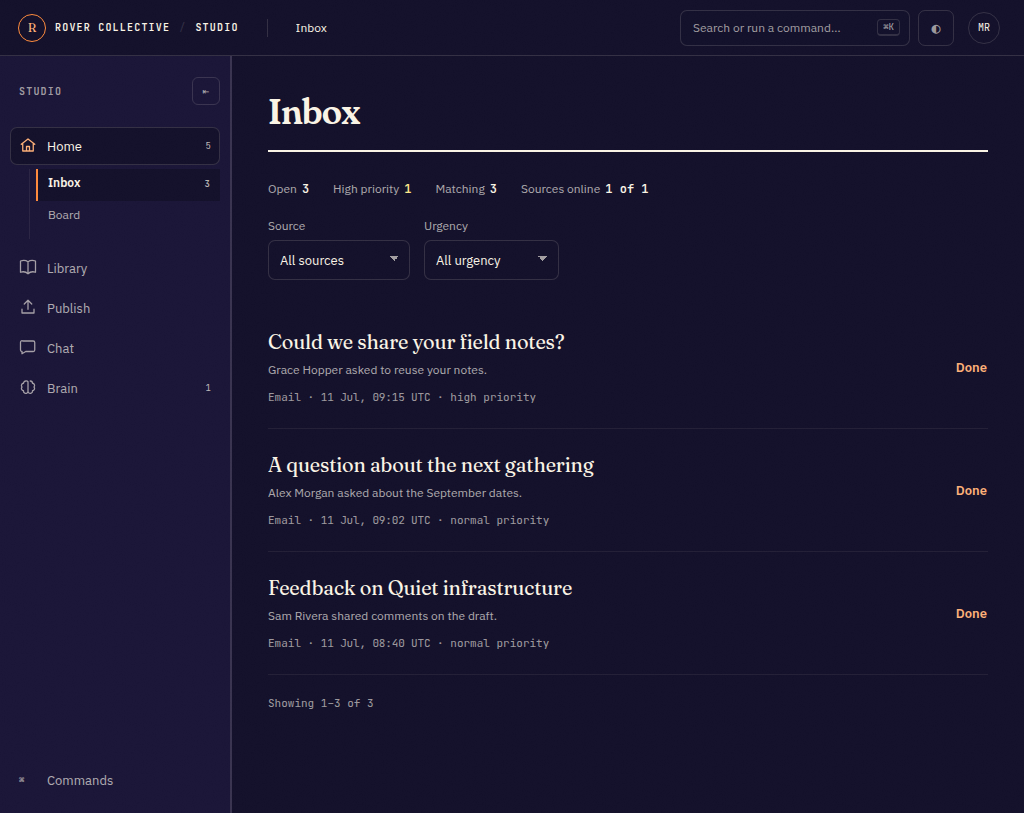 R ROVER COLLECTIVE / STUDIO Inbox Search or run a command... ⌘K MR
STUDIO
Home 5
Inbox 3
Board
Library
Publish
Chat
Brain 1
⌘ Commands
Inbox
Open 3 High priority 1 Matching 3 Sources online 1 of 1
Source Urgency
All sources All urgency
Could we share your field notes?
Grace Hopper asked to reuse your notes.
Done
Email · 11 Jul, 09:15 UTC · high priority
A question about the next gathering
Alex Morgan asked about the September dates.
Done
Email · 11 Jul, 09:02 UTC · normal priority
Feedback on Quiet infrastructure
Sam Rivera shared comments on the draft.
Done
Email · 11 Jul, 08:40 UTC · normal priority
Showing 1–3 of 3